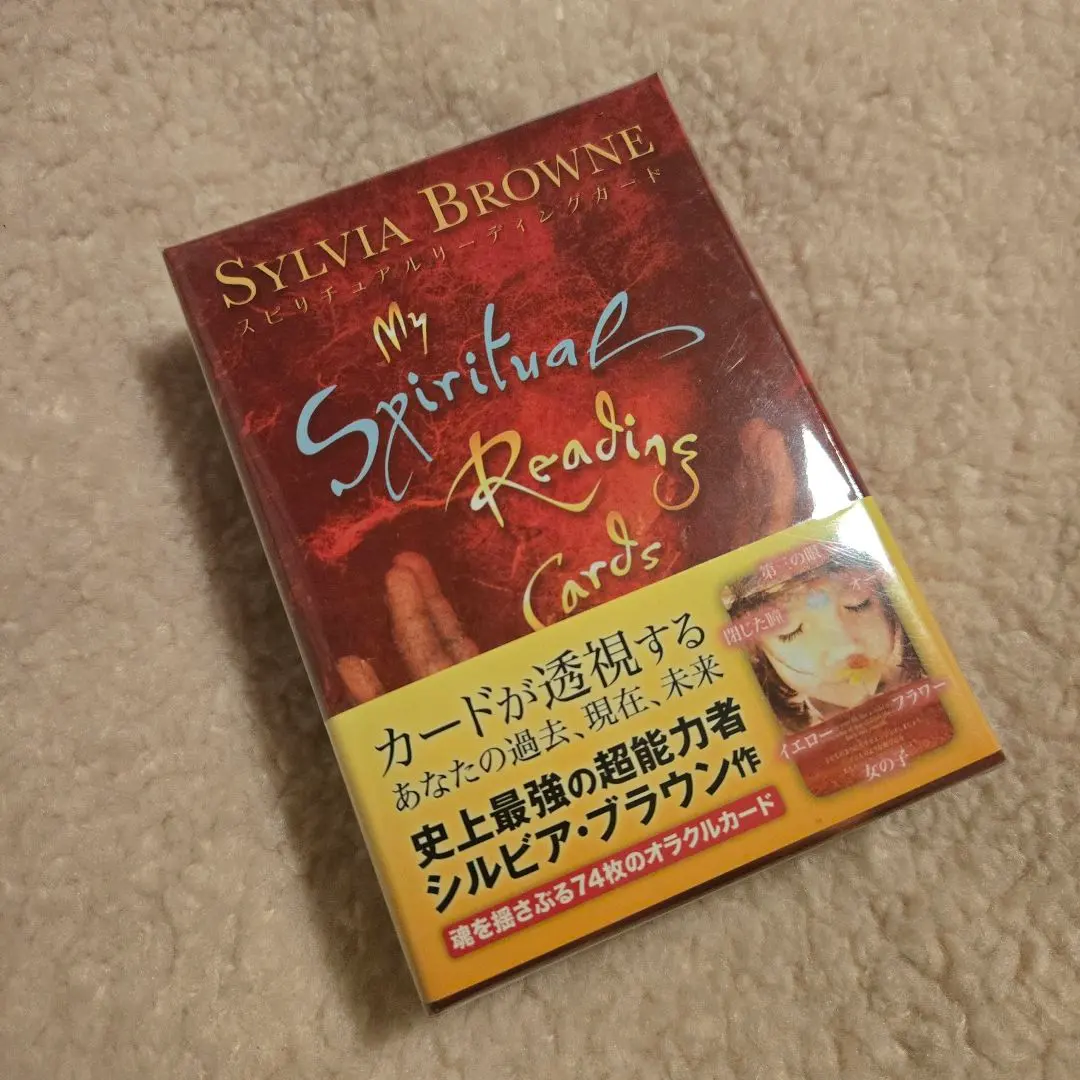 SYLVIA BROWNE
スピリチュアルリーディングカード
My
Spiritual
Reading
Cards
カードが透視する
あなたの過去、現在、未来
史上最強の超能力者
シルビア・ブラウン作
魂を揺さぶる74枚のオラクルカード
第三の眼
閉じた瞳
フラワー
イエロー
女の子